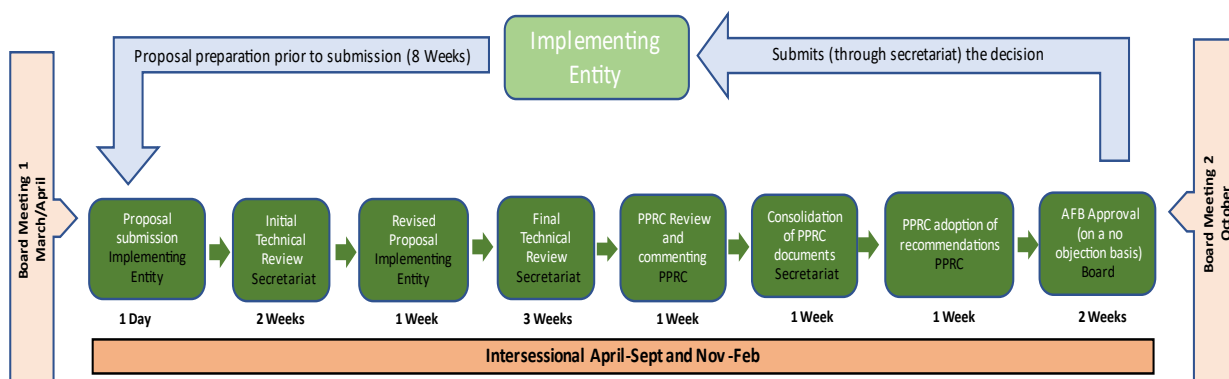 Implementing
Entity
Proposal preparation prior to submission (8 Weeks)
Submits (through secretariat) the decision
Board Meeting 1
March/April
Proposal
submission
Implementing
Entity
Initial
Technical
Review
Secretariat
Revised
Proposal
Implementing
Entity
Final
Technical
Review
Secretariat
PPRC Review
and
commenting
PPRC
Consolidation
of PPRC
documents
Secretariat
PPRC adoption of
recommendations
PPRC
AFB Approval
(on a no
objection basis)
Board
Board Meeting 2
October
1 Day
2 Weeks
1 Week
3 Weeks
1 Week
1 Week
1 Week
2 Weeks
Intersessional April-Sept and Nov -Feb